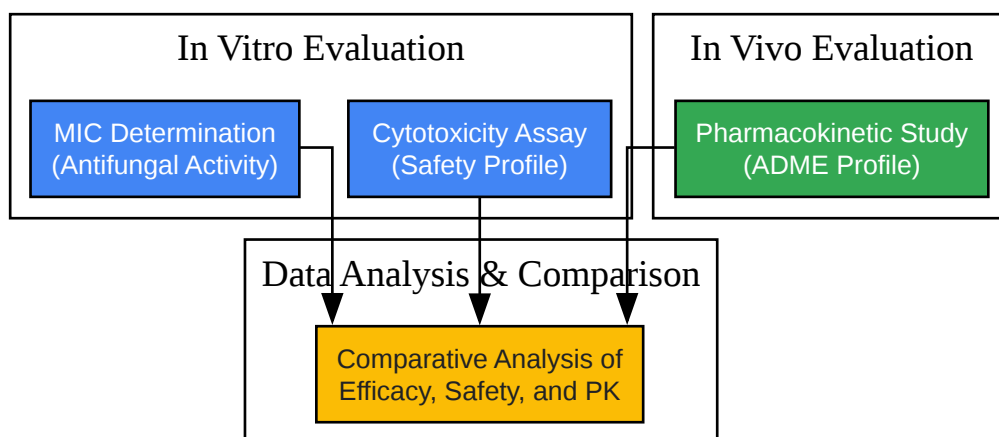 In Vitro Evaluation
In Vivo Evaluation
MIC Determination
(Antifungal Activity)
Cytotoxicity Assay
(Safety Profile)
Pharmacokinetic Study
(ADME Profile)
Data Analysis & Comparison
Comparative Analysis of
Efficacy, Safety, and PK